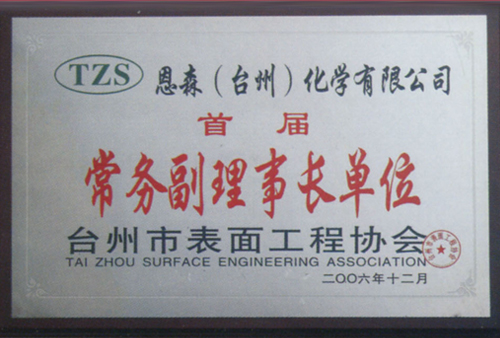 TZS 恩森（台州）化学有限公司
首届
常务副理事长单位
台州市表面工程协会
TAI ZHOU SURFACE ENGINEERING ASSOCIATION
二〇〇六年十二月